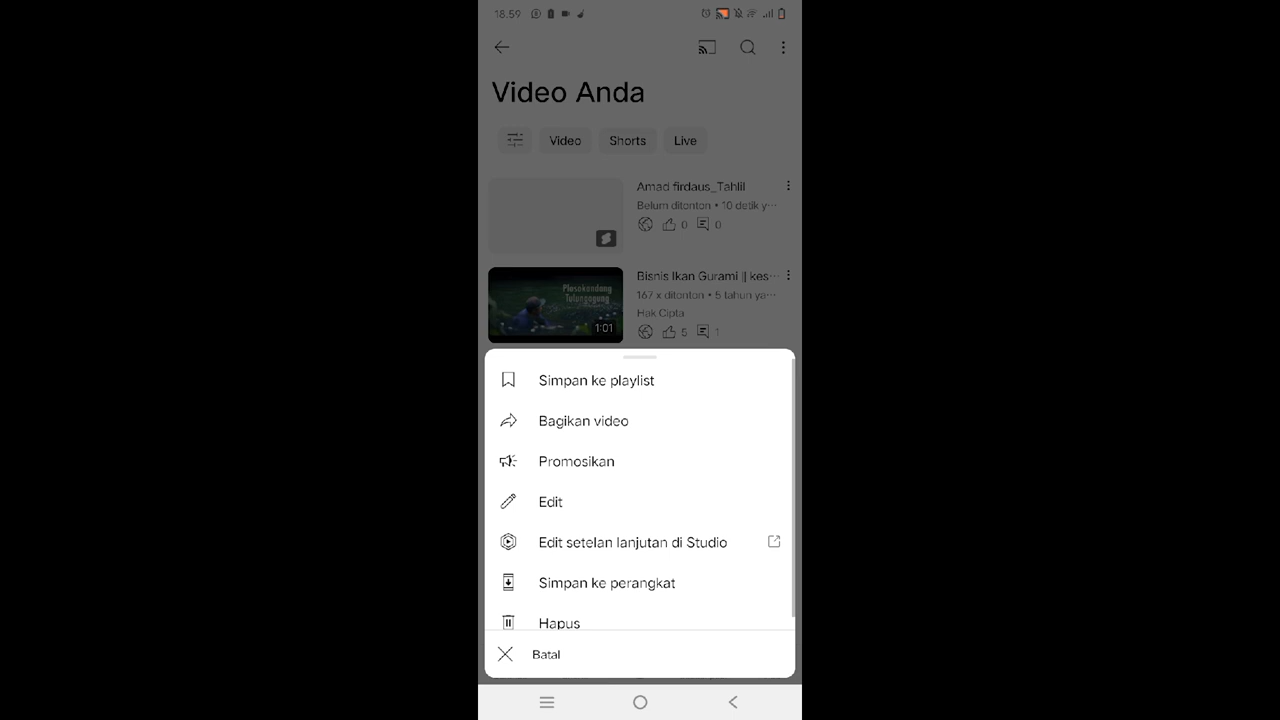 18.59
Video Anda
Video
Shorts
Live
Amad firdaus_Tahlil
Belum ditonton • 10 detik y...
0
0
Plosokandang
Tulungagung
1:01
Bisnis Ikan Gurami || kes...
167 x ditonton • 5 tahun ya...
Hak Cipta
5
1
Simpan ke playlist
Bagikan video
Promosikan
Edit
Edit setelan lanjutan di Studio
Simpan ke perangkat
Hapus
Batal